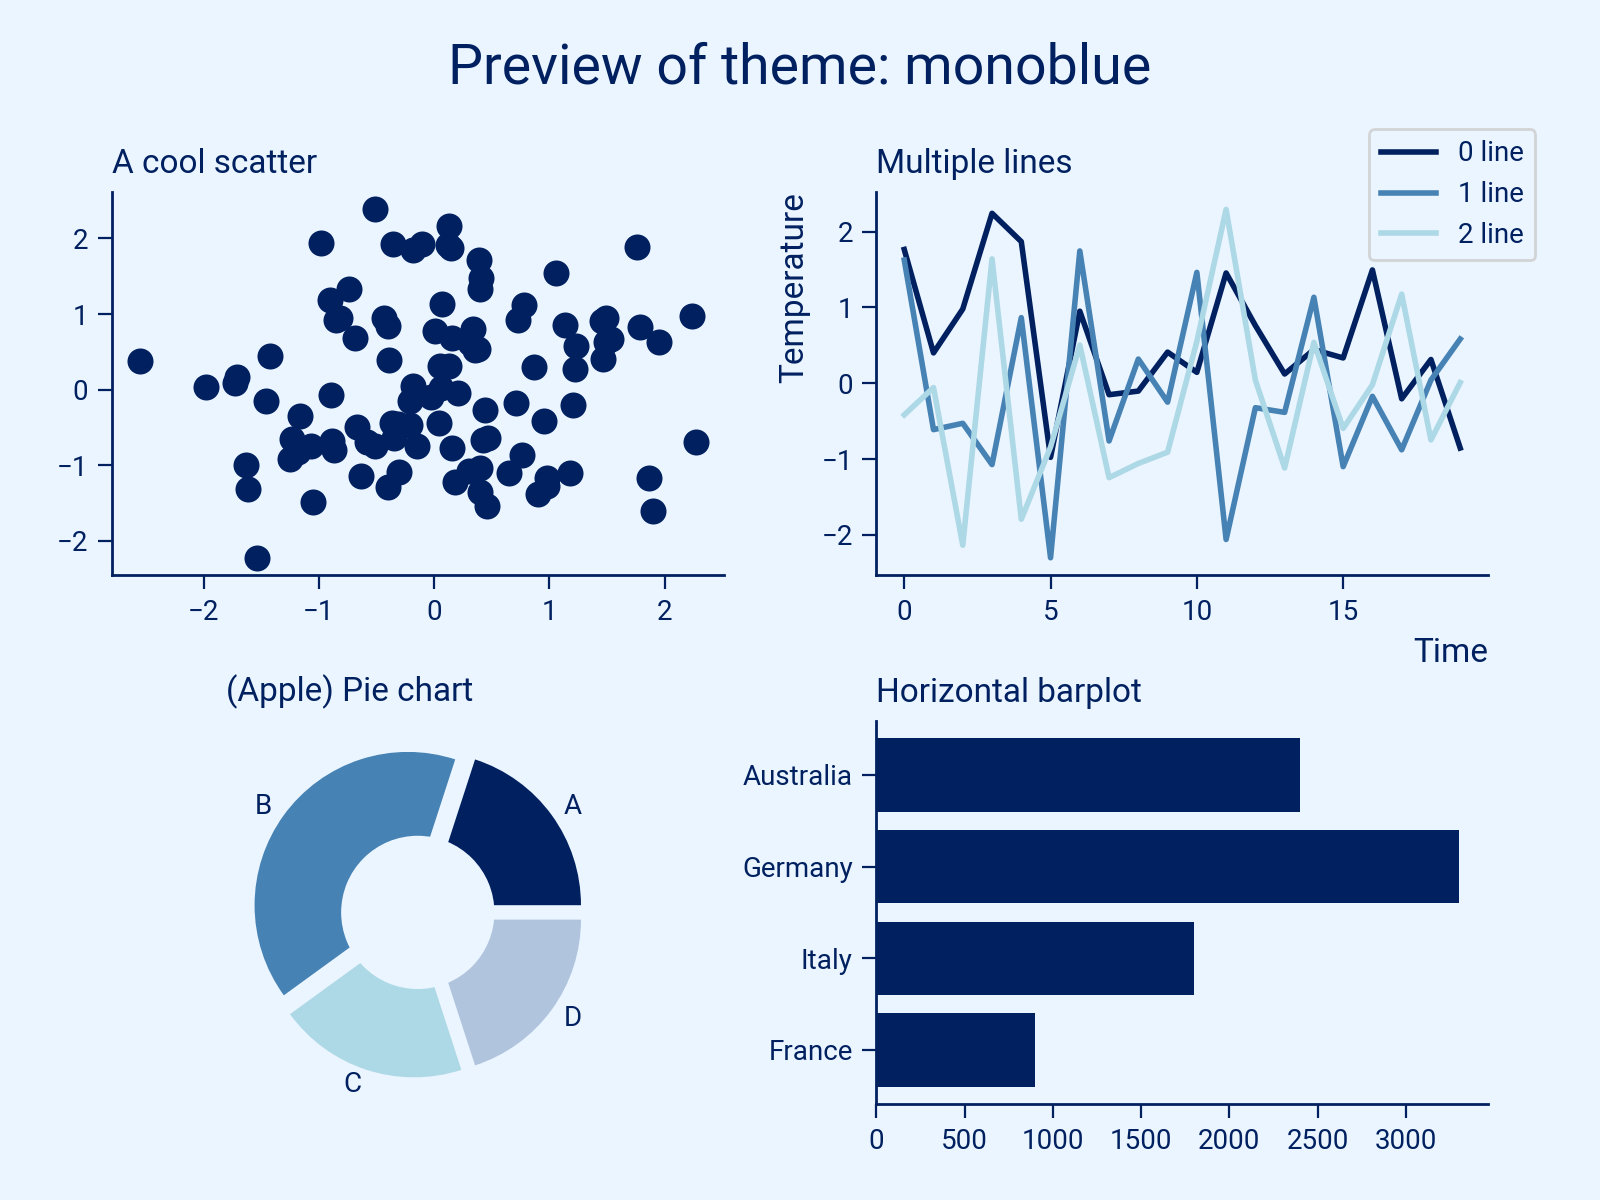 Preview of theme: monoblue
A cool scatter
2
1
0
−1
−2
−2 −1 0 1 2
Multiple lines
0 line
1 line
2 line
Temperature
2
1
0
−1
−2
0 5 10 15
Time
(Apple) Pie chart
B
A
D
C
Horizontal barplot
Australia
Germany
Italy
France
0 500 1000 1500 2000 2500 3000